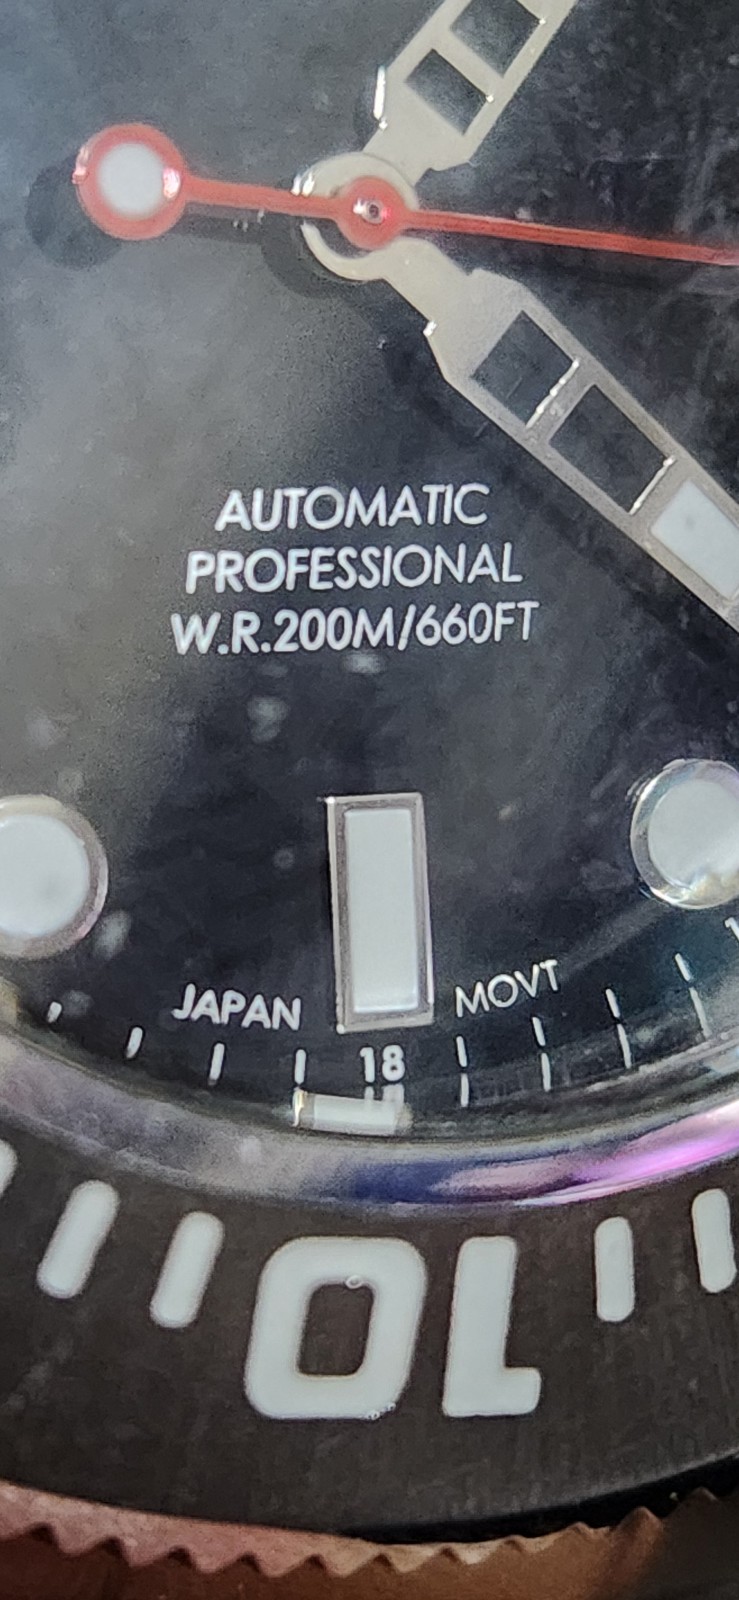 AUTOMATIC
PROFESSIONAL
W.R.200M/660FT
JAPAN MOVT
18
10